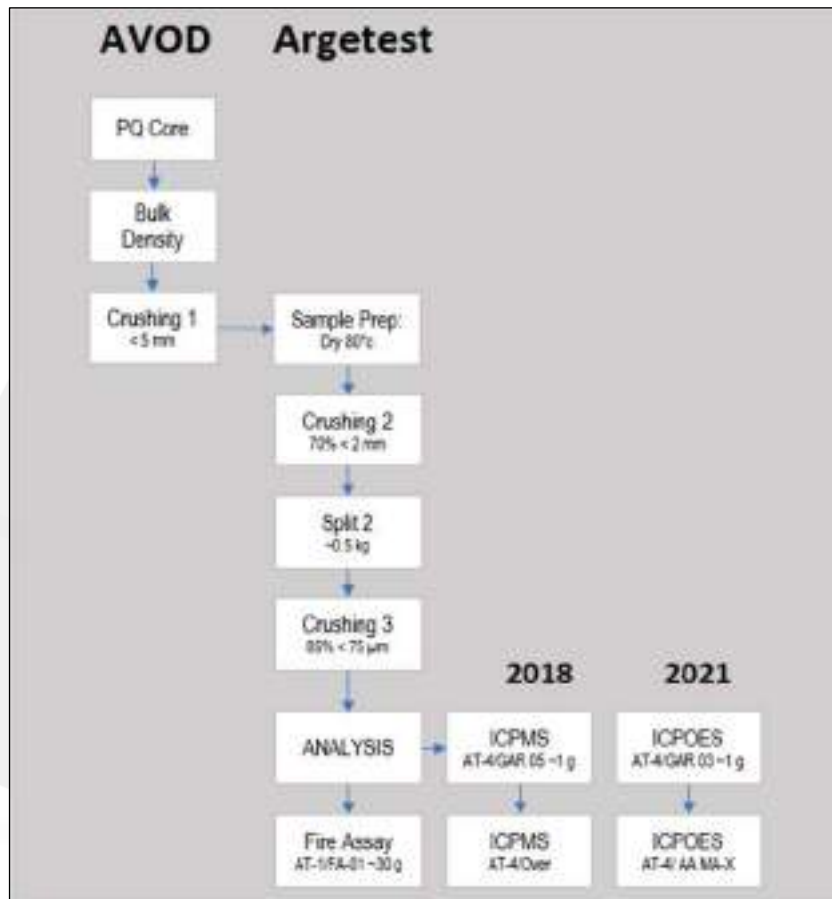 AVOD
Argetest
PQ Core
Bulk
Density
Crushing 1
< 5 mm
Sample Prep:
Dry 80°c
Crushing 2
70% < 2 mm
Split 2
~0.5 kg
Crushing 3
< 75 µm
2018
2021
ANALYSIS
ICPMS
AT-4/GAR 05 ~1 g
ICPOES
AT-4/GAR 03 ~1 g
Fire Assay
AT-1/FA-01 ~30 g
ICPMS
AT-4/Over
ICPOES
AT-4/ AA MA-X